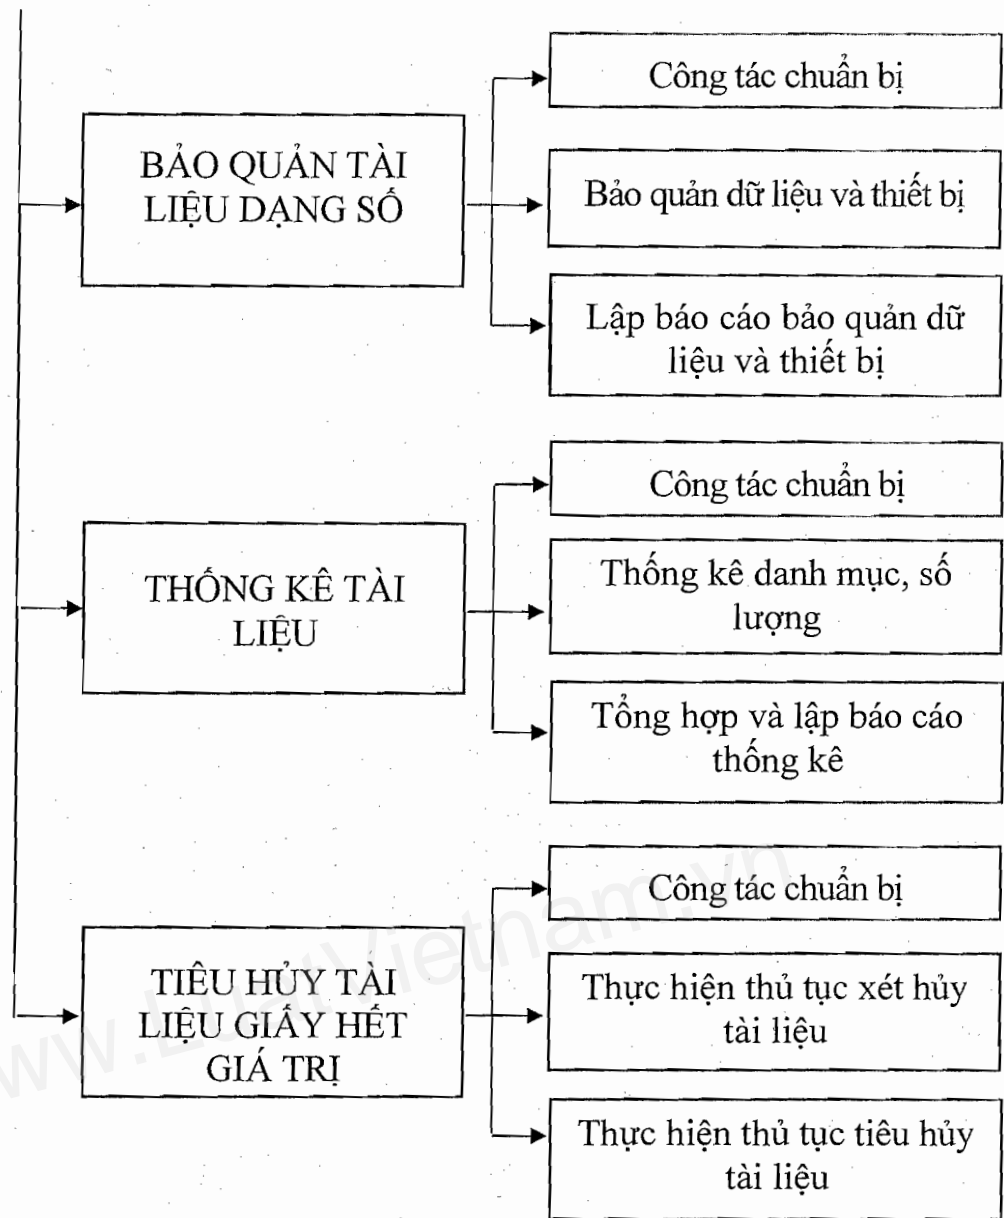 Công tác chuẩn bị
BẢO QUẢN TÀI
LIỆU DẠNG SỐ
Bảo quản dữ liệu và thiết bị
Lập báo cáo bảo quản dữ
liệu và thiết bị
Công tác chuẩn bị
THỐNG KÊ TÀI
LIỆU
Thống kê danh mục, số
lượng
Tổng hợp và lập báo cáo
thống kê
Công tác chuẩn bị
TIÊU HỦY TÀI
LIỆU GIẤY HẾT
GIÁ TRỊ
Thực hiện thủ tục xét hủy
tài liệu
Thực hiện thủ tục tiêu hủy
tài liệu
www.LuatVietnam.vn